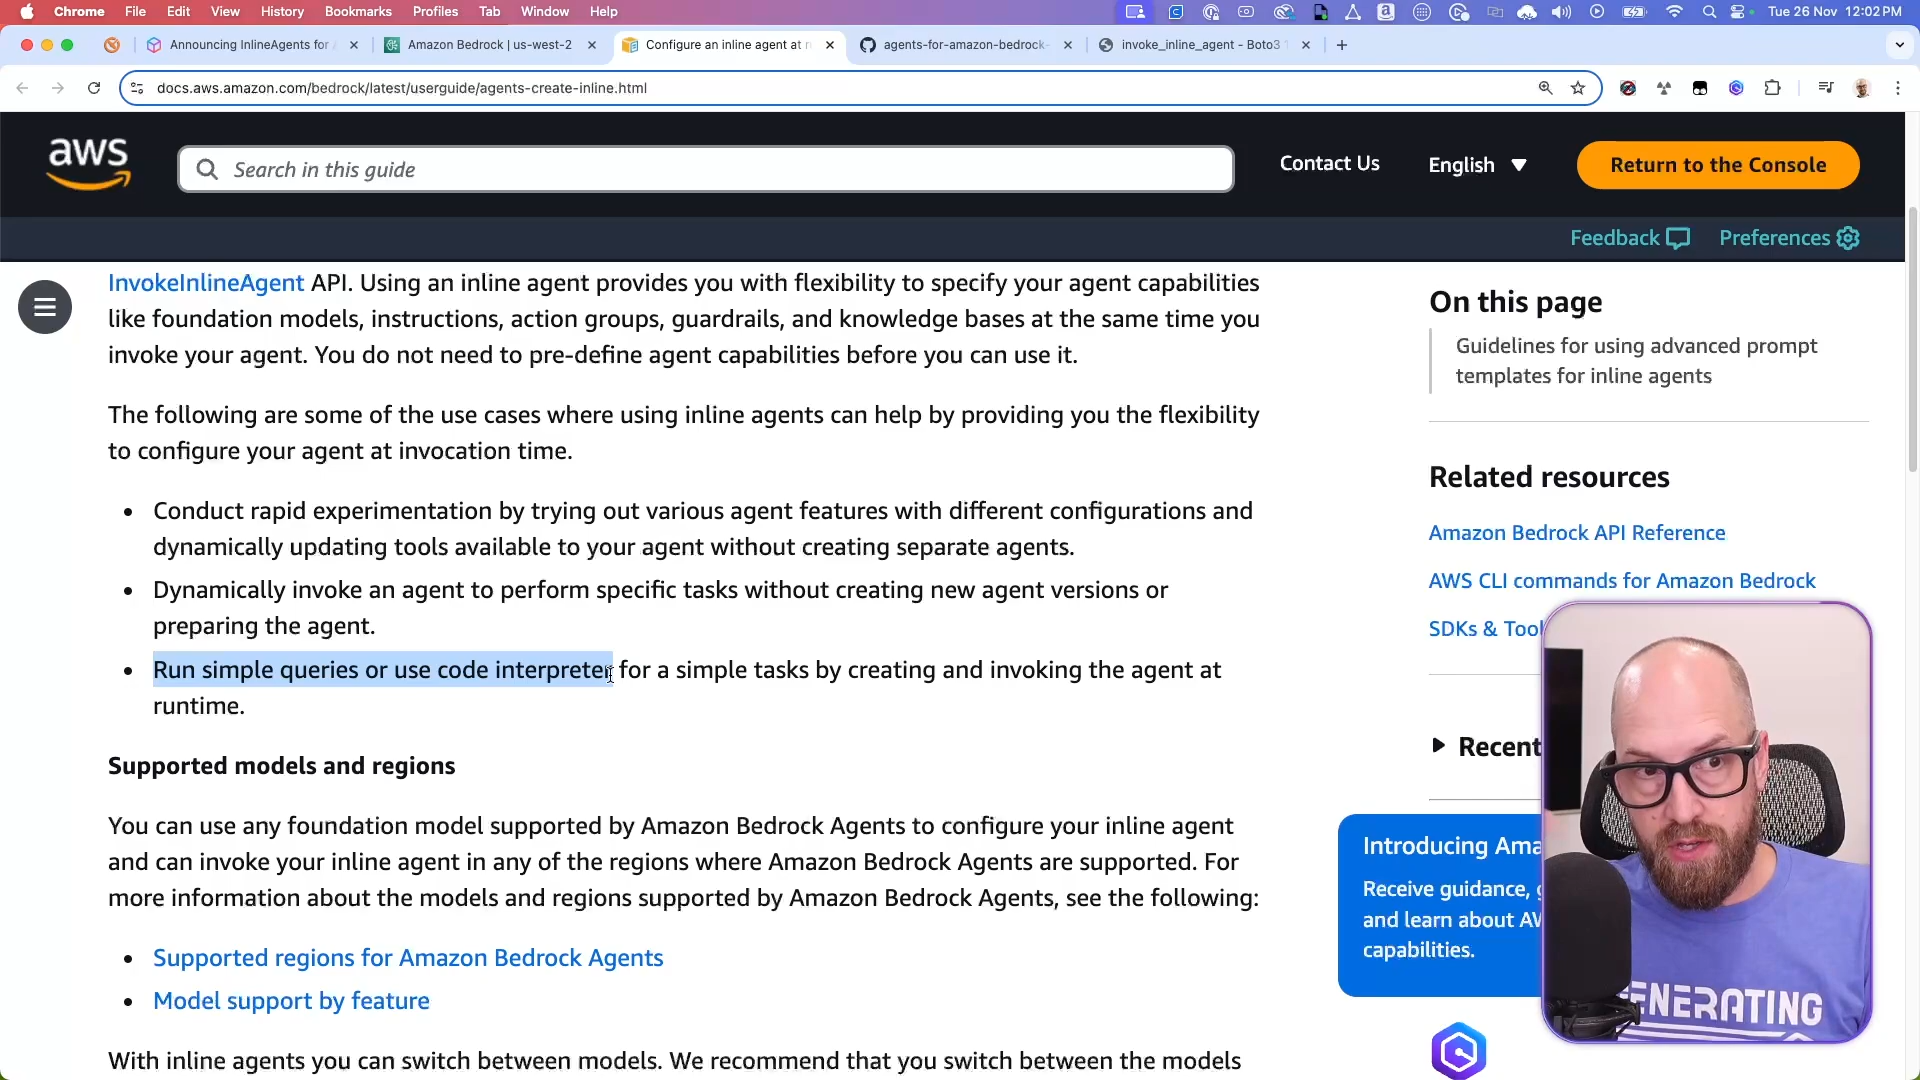 Chrome File Edit View History Bookmarks Profiles Tab Window Help Tue 26 Nov 12:02 PM
Announcing InlineAgents for Amazon Bedrock | us-west-2 Configure an inline agent at agents-for-amazon-bedrock- invoke_inline_agent - Boto3
docs.aws.amazon.com/bedrock/latest/userguide/agents-create-inline.html
aws Search in this guide Contact Us English Return to the Console
Feedback Preferences
InvokeInlineAgent API. Using an inline agent provides you with flexibility to specify your agent capabilities
like foundation models, instructions, action groups, guardrails, and knowledge bases at the same time you
invoke your agent. You do not need to pre-define agent capabilities before you can use it.
The following are some of the use cases where using inline agents can help by providing you the flexibility
to configure your agent at invocation time.
• Conduct rapid experimentation by trying out various agent features with different configurations and
dynamically updating tools available to your agent without creating separate agents.
• Dynamically invoke an agent to perform specific tasks without creating new agent versions or
preparing the agent.
• Run simple queries or use code interpreter for a simple tasks by creating and invoking the agent at
runtime.
Supported models and regions
You can use any foundation model supported by Amazon Bedrock Agents to configure your inline agent
and can invoke your inline agent in any of the regions where Amazon Bedrock Agents are supported. For
more information about the models and regions supported by Amazon Bedrock Agents, see the following:
• Supported regions for Amazon Bedrock Agents
• Model support by feature
With inline agents you can switch between models. We recommend that you switch between the models
On this page
Guidelines for using advanced prompt
templates for inline agents
Related resources
Amazon Bedrock API Reference
AWS CLI commands for Amazon Bedrock
SDKs & Tool
Recent
Introducing Ama
Receive guidance, g
and learn about AW
capabilities.
GENERATING